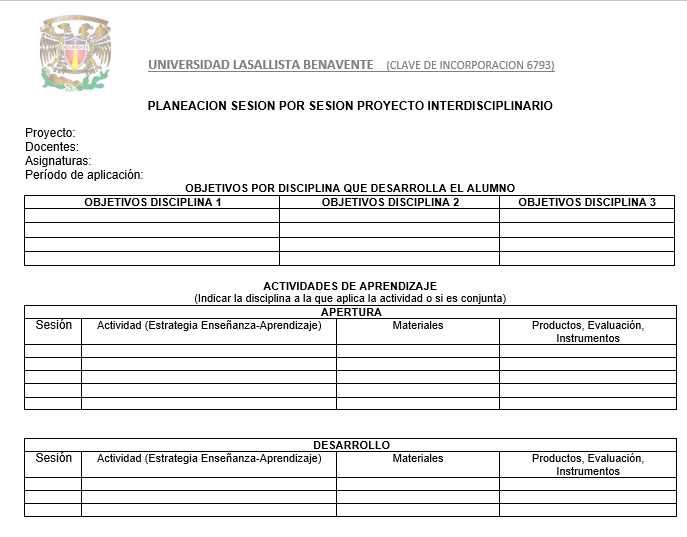 UNIVERSIDAD LASALLISTA BENAVENTE (CLAVE DE INCORPORACION 6793)
PLANEACION SESION POR SESION PROYECTO INTERDISCIPLINARIO
Proyecto:
Docentes:
Asignaturas:
Período de aplicación:
OBJETIVOS POR DISCIPLINA QUE DESARROLLA EL ALUMNO
OBJETIVOS DISCIPLINA 1 OBJETIVOS DISCIPLINA 2 OBJETIVOS DISCIPLINA 3
ACTIVIDADES DE APRENDIZAJE
(Indicar la disciplina a la que aplica la actividad o si es conjunta)
APERTURA
Sesión Actividad (Estrategia Enseñanza-Aprendizaje) Materiales Productos, Evaluación,
Instrumentos
DESARROLLO
Sesión Actividad (Estrategia Enseñanza-Aprendizaje) Materiales Productos, Evaluación,
Instrumentos